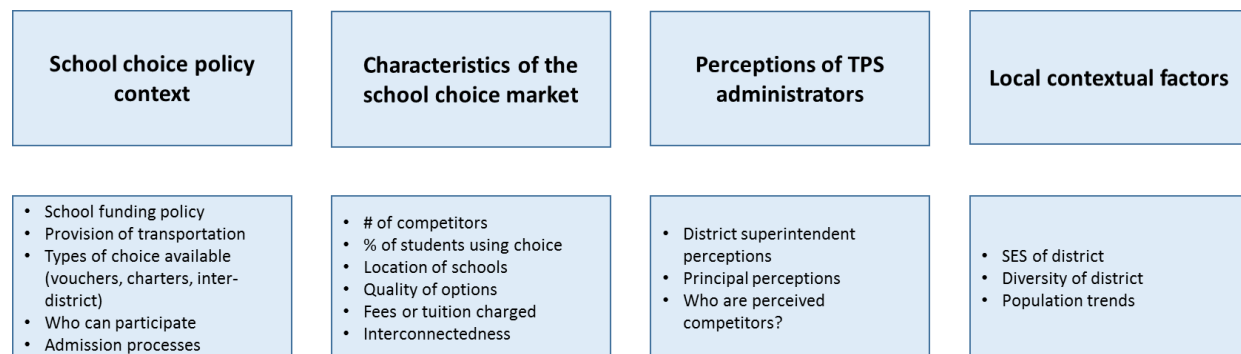 School choice policy
context
Characteristics of the
school choice market
Perceptions of TPS
administrators
Local contextual factors
• School funding policy
• Provision of transportation
• Types of choice available
(vouchers, charters, inter-
district)
• Who can participate
• Admission processes
• # of competitors
• % of students using choice
• Location of schools
• Quality of options
• Fees or tuition charged
• Interconnectedness
• District superintendent
perceptions
• Principal perceptions
• Who are perceived
competitors?
• SES of district
• Diversity of district
• Population trends